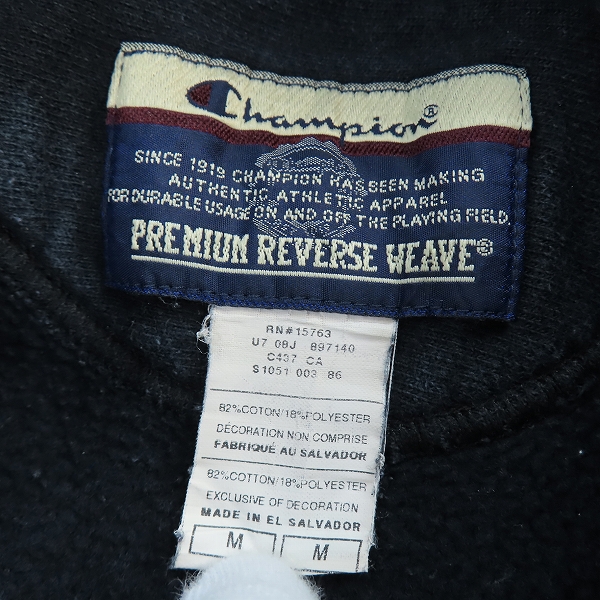 Champion®
SINCE 1919 CHAMPION HAS BEEN MAKING
AUTHENTIC ATHLETIC APPAREL
FOR DURABLE USAGE ON AND OFF THE PLAYING FIELD.
PREMIUM REVERSE WEAVE®
RN#15763
U7 08J 897140
C437 CA
S1051 003 86
82%COTTON/18%POLYESTER
DÉCORATION NON COMPRISE
FABRIQUÉ AU SALVADOR
82%COTTON/18%POLYESTER
EXCLUSIVE OF DECORATION
MADE IN EL SALVADOR
M M